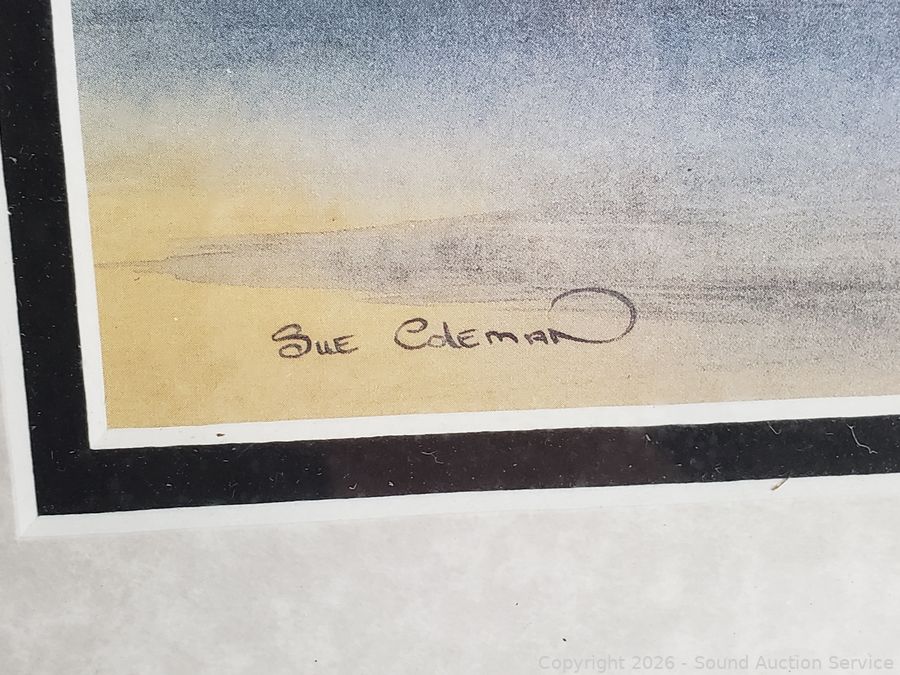 Sue Coleman
Copyright 2026 - Sound Auction Service